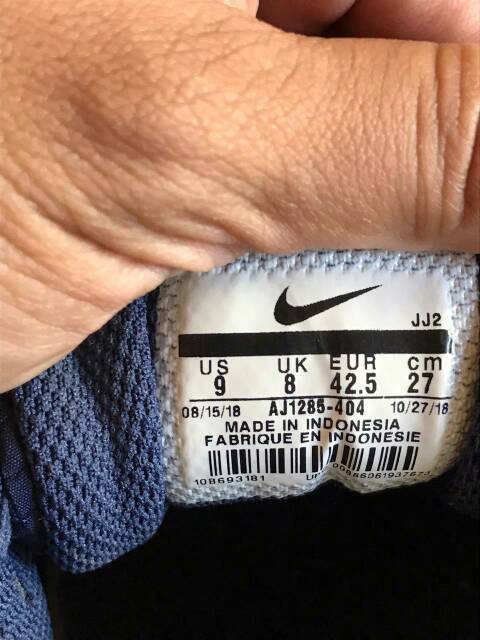 JJ2
US UK EUR cm
9 8 42.5 27
08/15/18 AJ1285-404 10/27/18
MADE IN INDONESIA
FABRIQUE EN INDONESIE
108693181